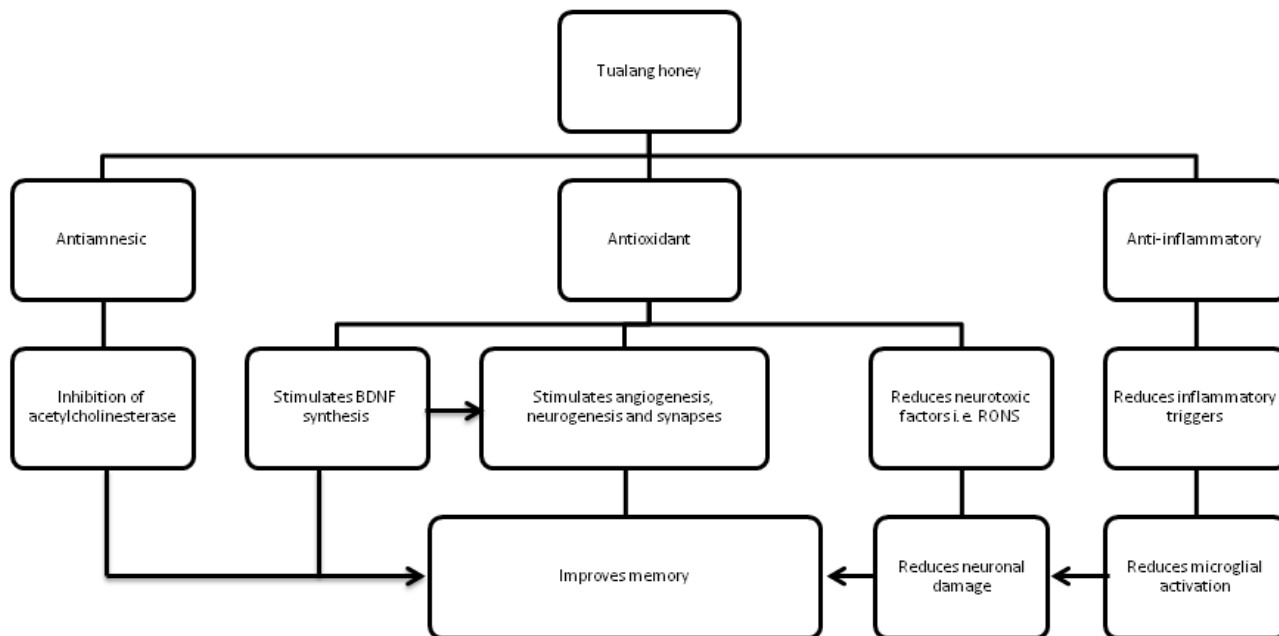 Tualang honey
Antiamnesic
Antioxidant
Anti-inflammatory
Inhibition of
acetylcholinesterase
Stimulates BDNF
synthesis
Stimulates angiogenesis,
neurogenesis and synapses
Reduces neurotoxic
factors i.e. RONS
Reduces inflammatory
triggers
Improves memory
Reduces neuronal
damage
Reduces microglial
activation